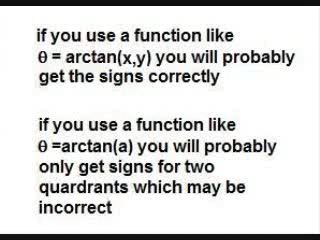 if you use a function like
θ = arctan(x,y) you will probably
get the signs correctly
if you use a function like
θ =arctan(a) you will probably
only get signs for two
quardrants which may be
incorrect